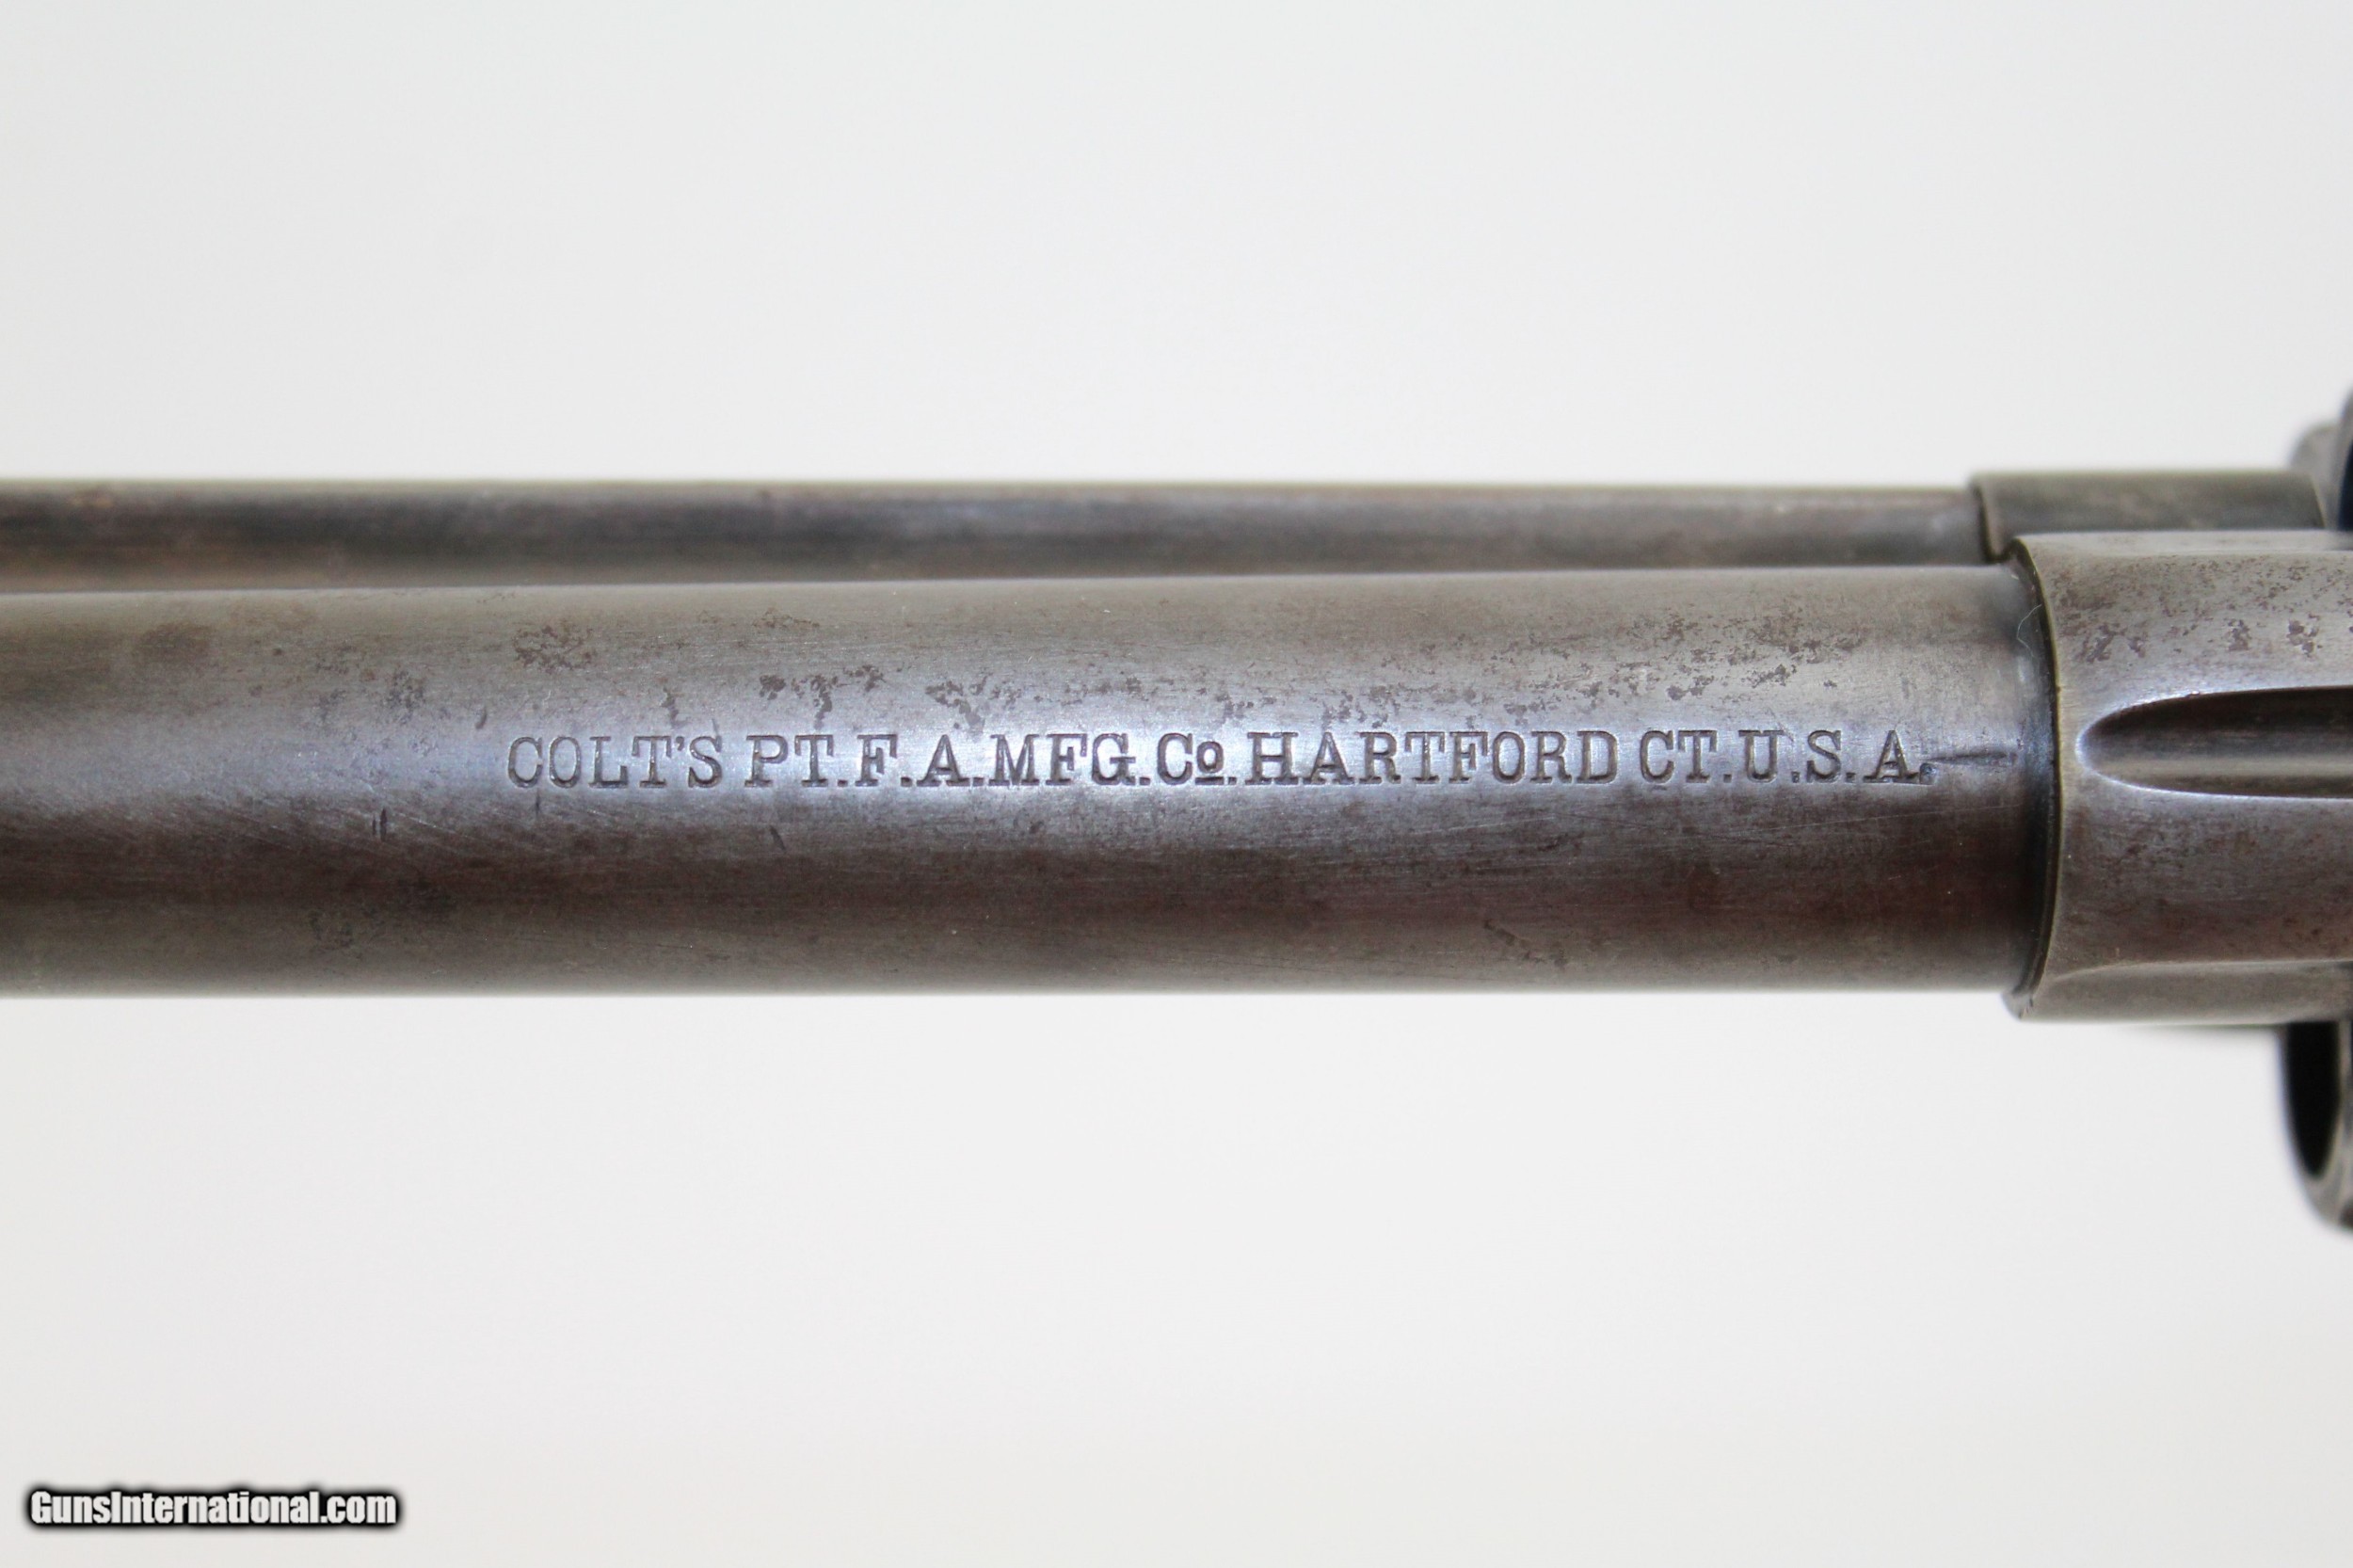 COLT'S PT.F.A.MFG.Co.HARTFORD CT.U.S.A.
GunsInternational.com